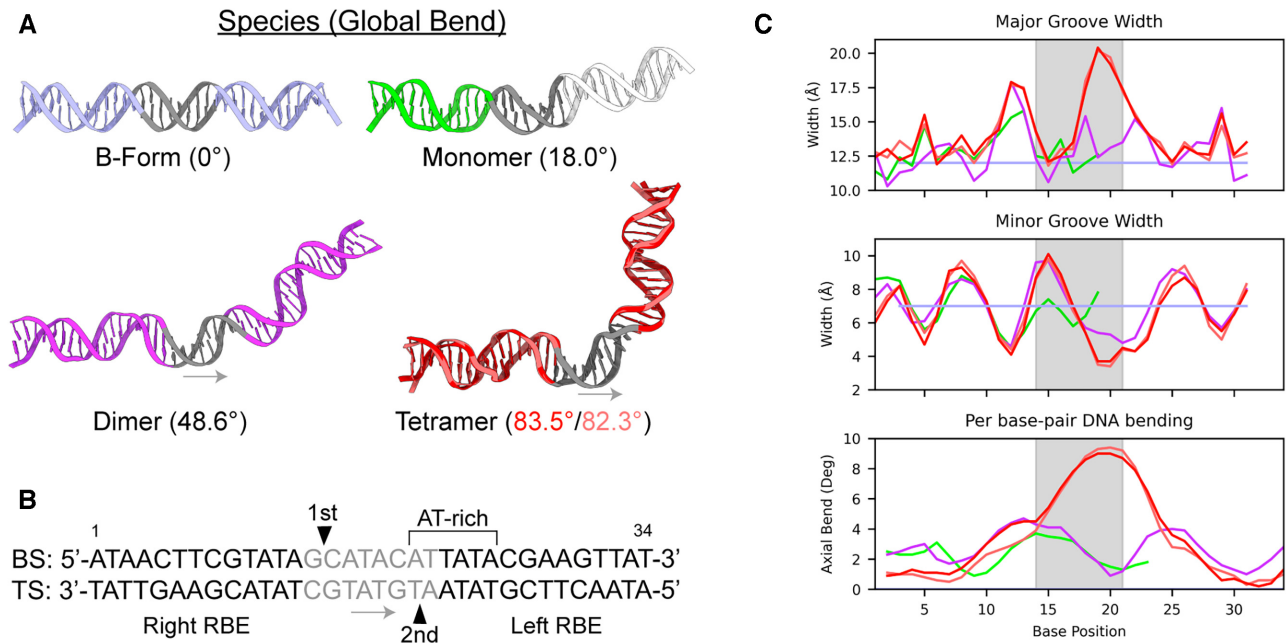 A
Species (Global Bend)
B-Form (0°)
Monomer (18.0°)
Dimer (48.6°)
Tetramer (83.5°/82.3°)
B
1st
AT-rich
1
34
BS: 5’-ATAACTTCGTATAGCATACATTATACGAAGTTAT-3’
TS: 3’-TATTGAAGCATATCGTATGTAATATGCTTCAATA-5’
Right RBE
2nd
Left RBE
C
Major Groove Width
Width (Å)
20.0
17.5
15.0
12.5
10.0
Minor Groove Width
Width (Å)
10
8
6
4
2
Per base-pair DNA bending
Axial Bend (Deg)
10
8
6
4
2
0
5
10
15
20
25
30
Base Position